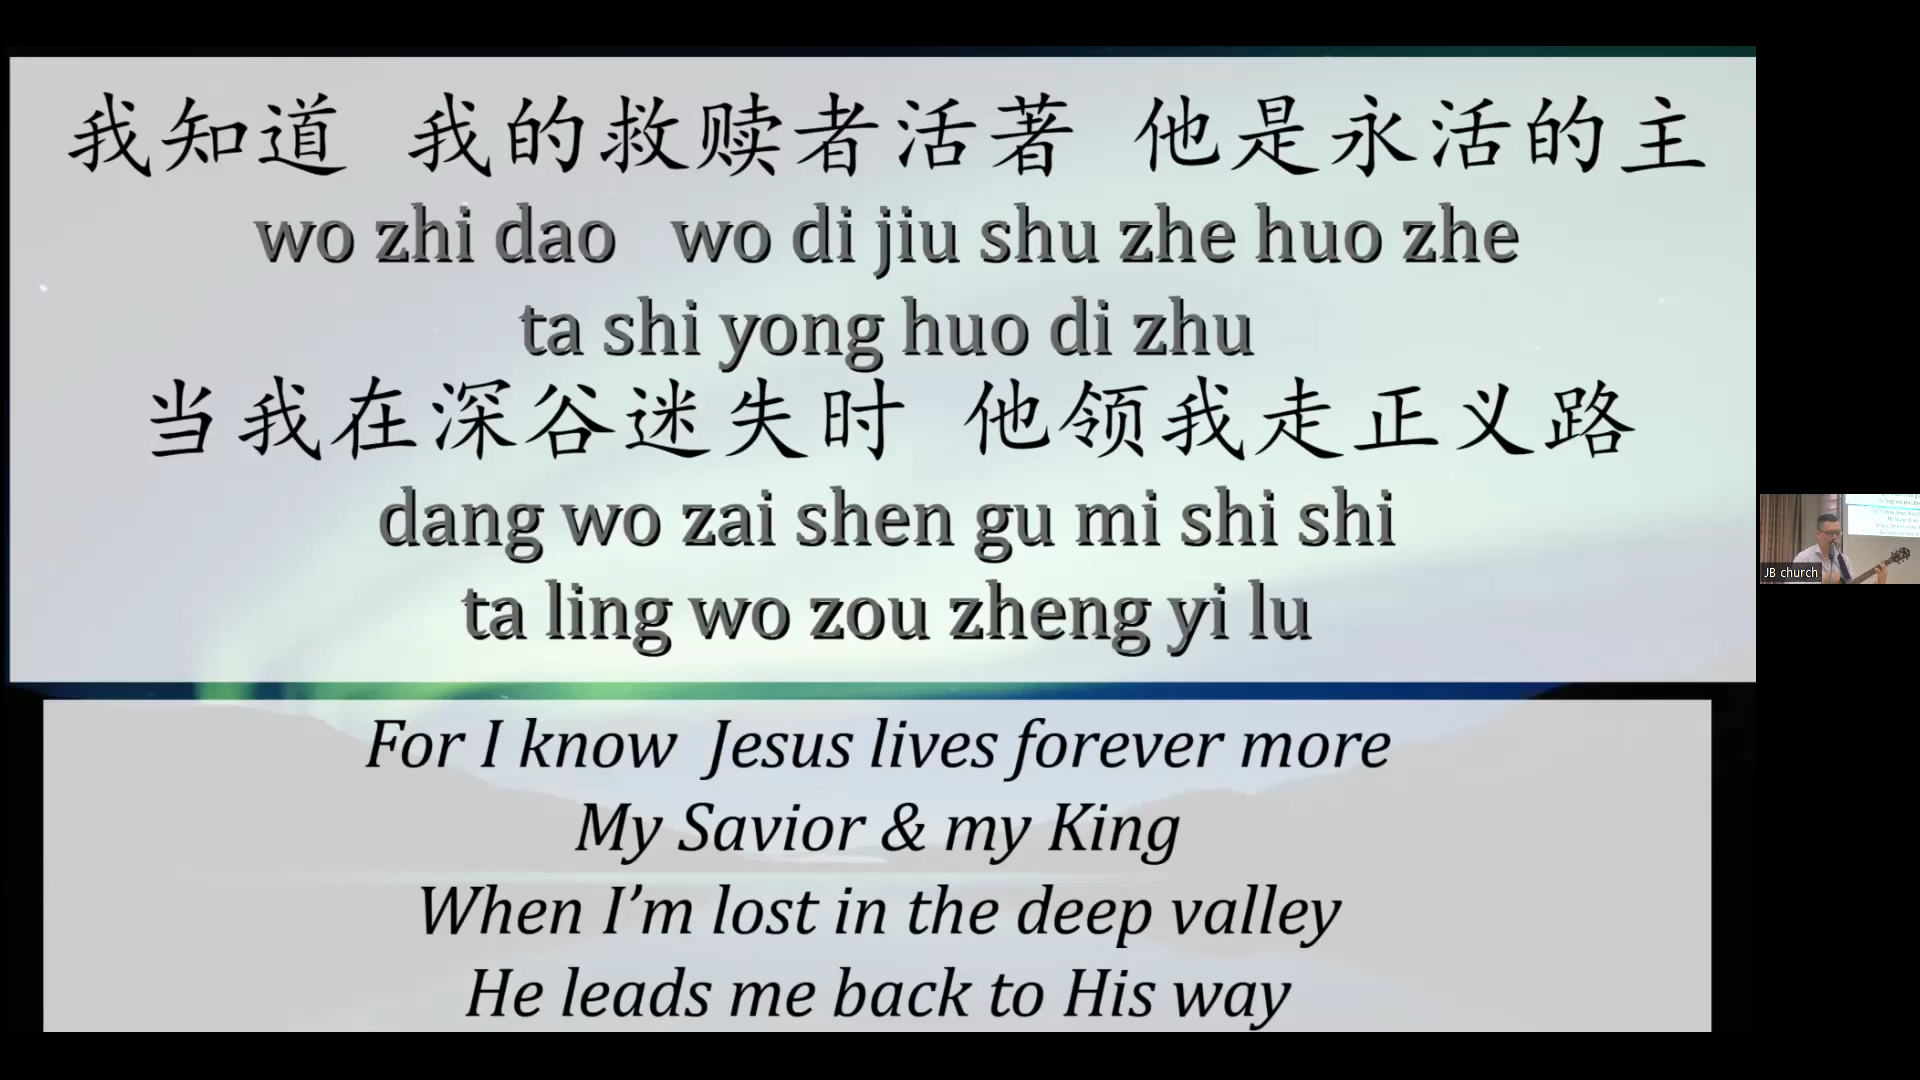 我知道 我的救赎者活著 他是永活的主
wo zhi dao wo di jiu shu zhe huo zhe
ta shi yong huo di zhu
当我在深谷迷失时 他领我走正义路
dang wo zai shen gu mi shi shi
ta ling wo zou zheng yi lu
For I know Jesus lives forever more
My Savior & my King
When I’m lost in the deep valley
He leads me back to His way
JB church